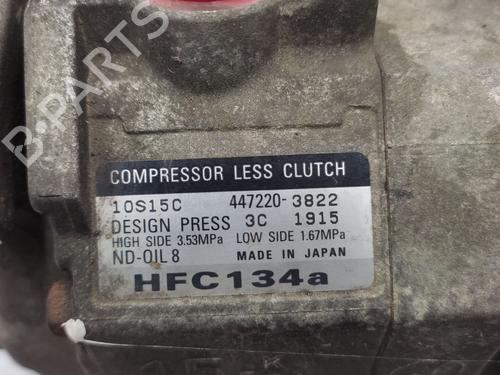 B-PARTS
COMPRESSOR LESS CLUTCH
10S15C 447220-3822
DESIGN PRESS 3C 1915
HIGH SIDE 3.53MPa LOW SIDE 1.67MPa
ND-OIL 8 MADE IN JAPAN
HFC134a